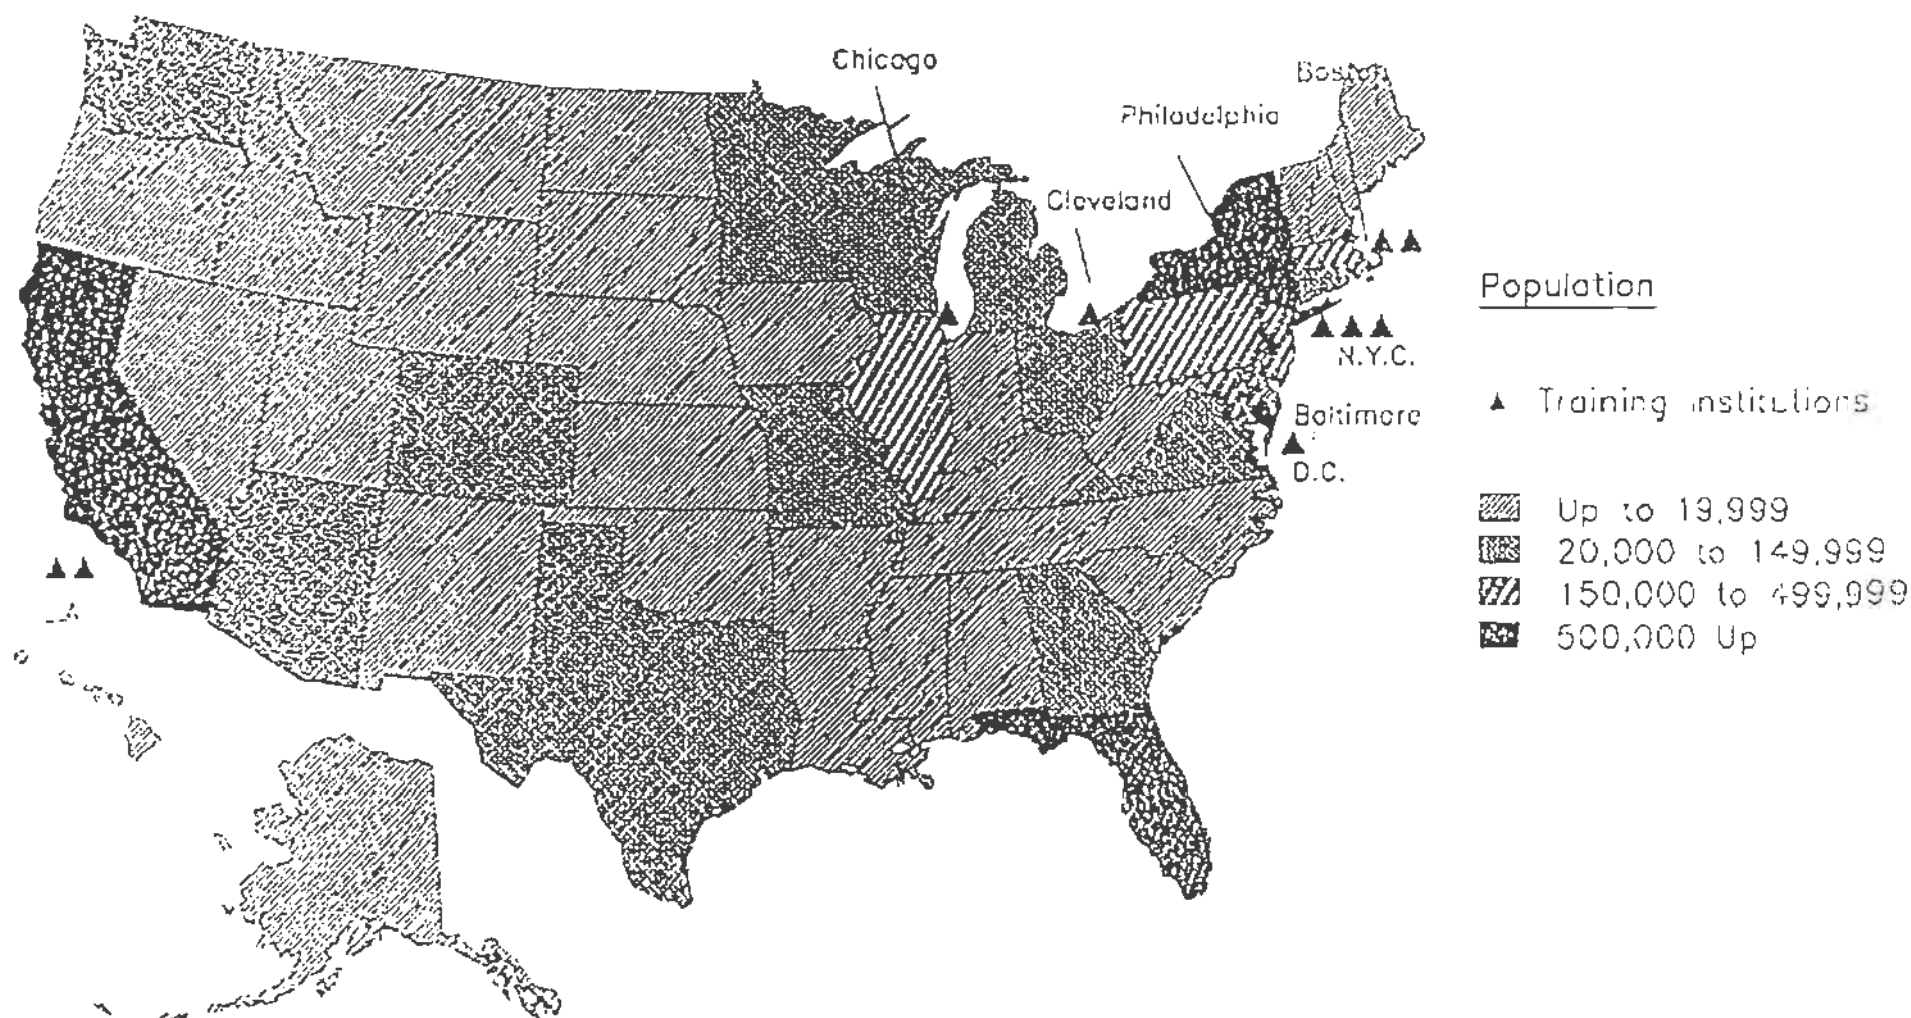 Chicago
Boston
Philadelphia
Cleveland
Population
N.Y.C.
Training institutions
Baltimore
D.C.
Up to 19,999
20,000 to 149,999
150,000 to 499,999
500,000 Up